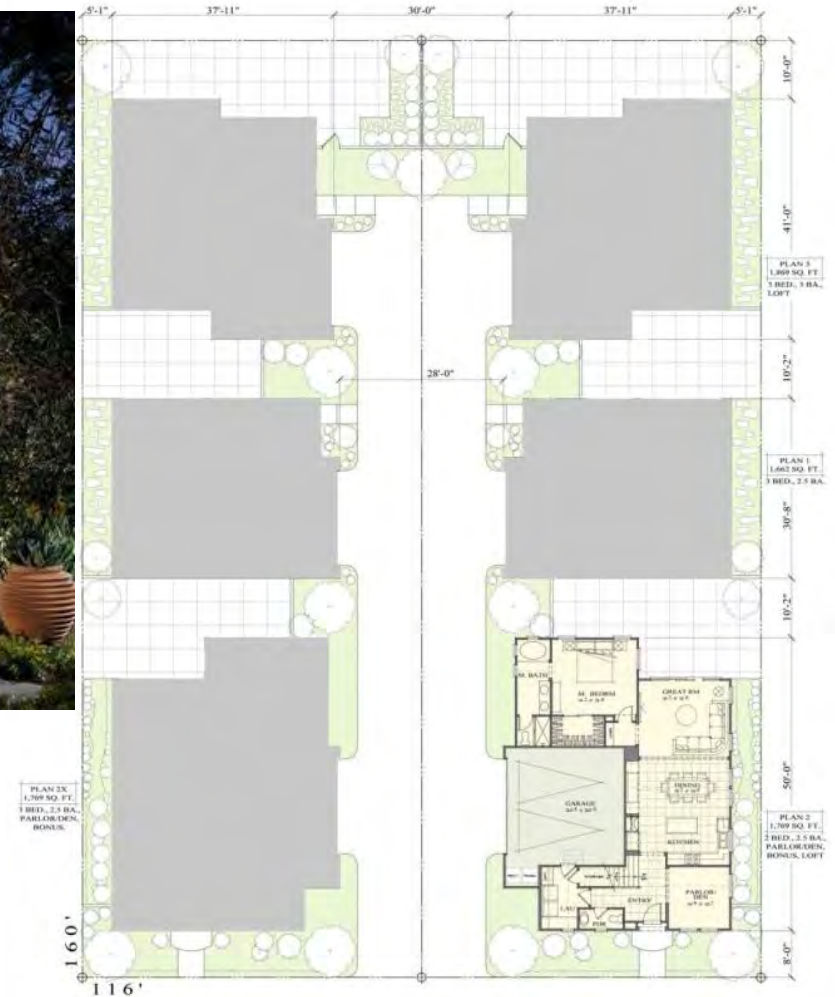 5'-1" 37'-11" 30'-0" 37'-11" 5'-1"
10'-0"
41'-0"
PLAN 3
1,860 SQ. FT.
3 BED., 3 BA.,
LOFT
10'-2"
28'-0"
PLAN 1
1,662 SQ. FT.
3 BED., 2.5 BA.
30'-8"
10'-2"
M. BATH
M. BEDRM
GREAT RM
50'-0"
DINING
GARAGE
KITCHEN
PLAN 2X
1,769 SQ. FT.
3 BED., 2.5 BA.,
PARLOR/DEN,
BONUS.
PLAN 2
1,769 SQ. FT.
2 BED., 2.5 BA.,
PARLOR/DEN,
BONUS, LOFT
PARLOR/
DEN
ENTRY
LAU
PDR
8'-0"
160'
116'